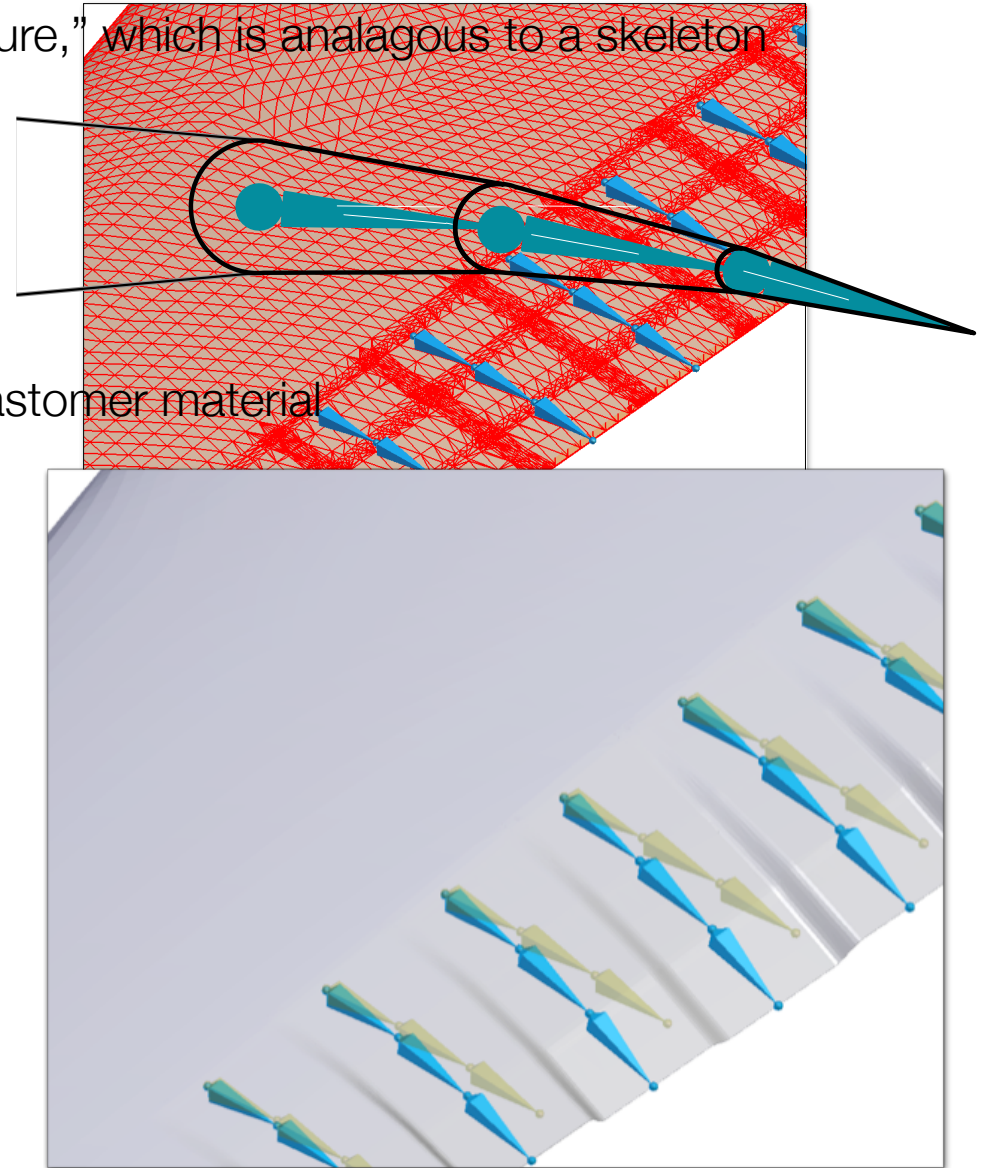 ure,” which is analagous to a skeleton
astomer material